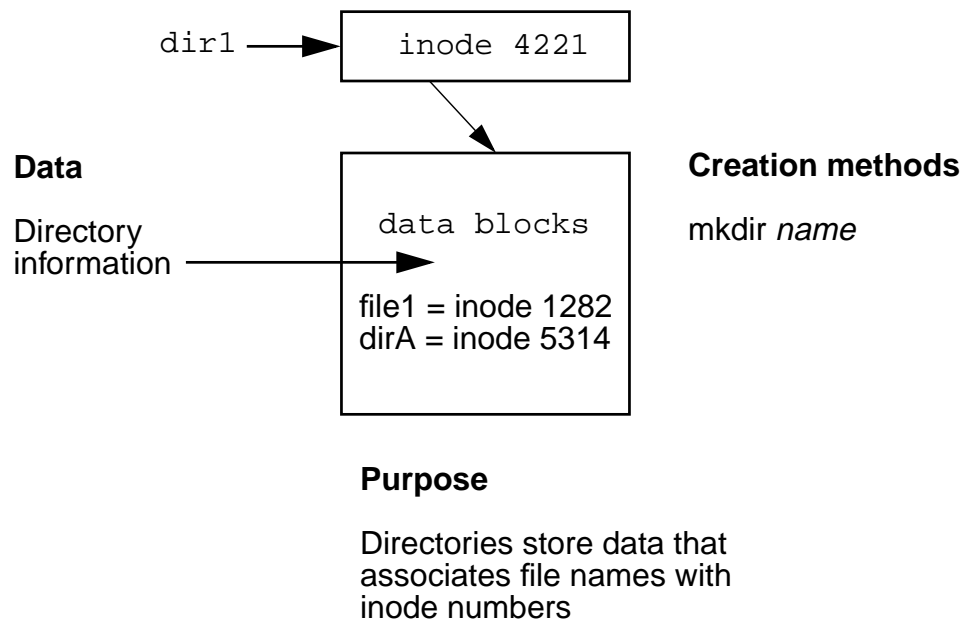 dir1
inode 4221
Data
Directory
information
data blocks
file1 = inode 1282
dirA = inode 5314
Creation methods
mkdir name
Purpose
Directories store data that
associates file names with
inode numbers